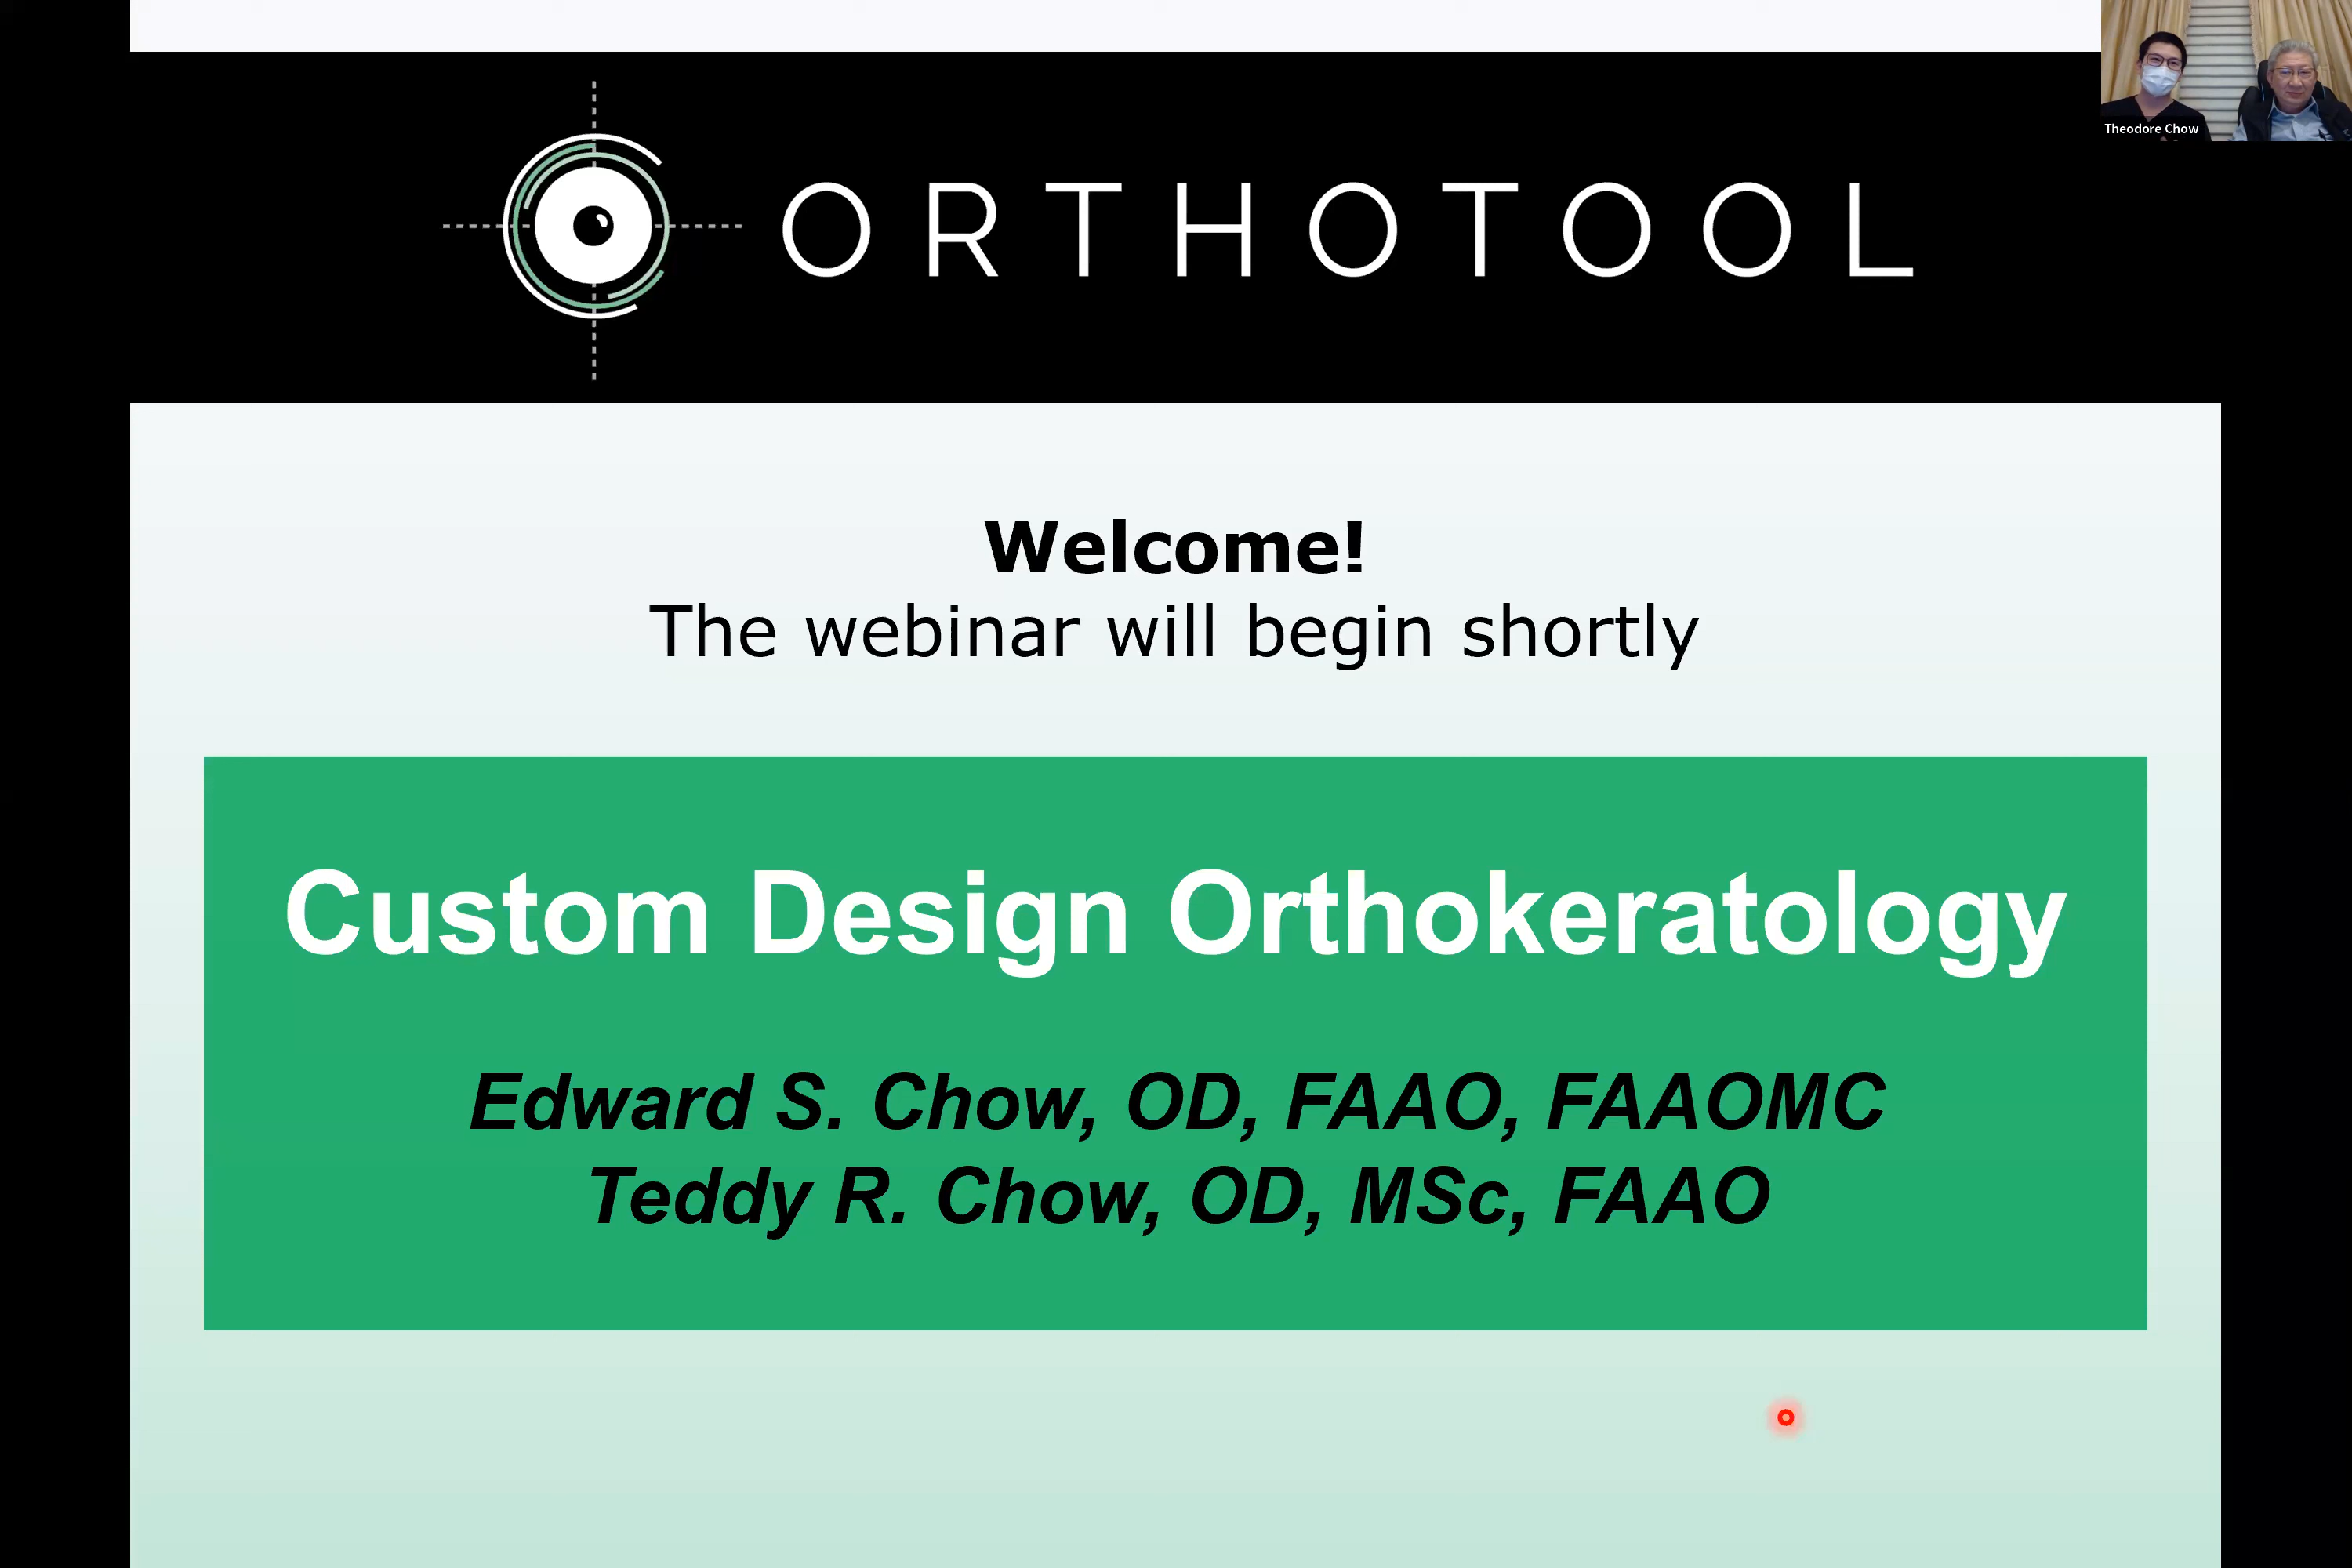 Theodore Chow
ORTHOTOOL
Welcome!
The webinar will begin shortly
Custom Design Orthokeratology
Edward S. Chow, OD, FAAO, FAAOMC
Teddy R. Chow, OD, MSc, FAAO